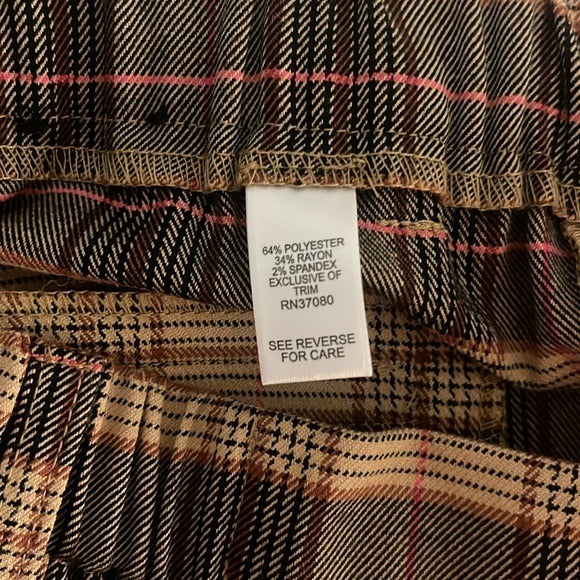 64% POLYESTER
34% RAYON
2% SPANDEX
EXCLUSIVE OF
TRIM
RN37080
SEE REVERSE
FOR CARE